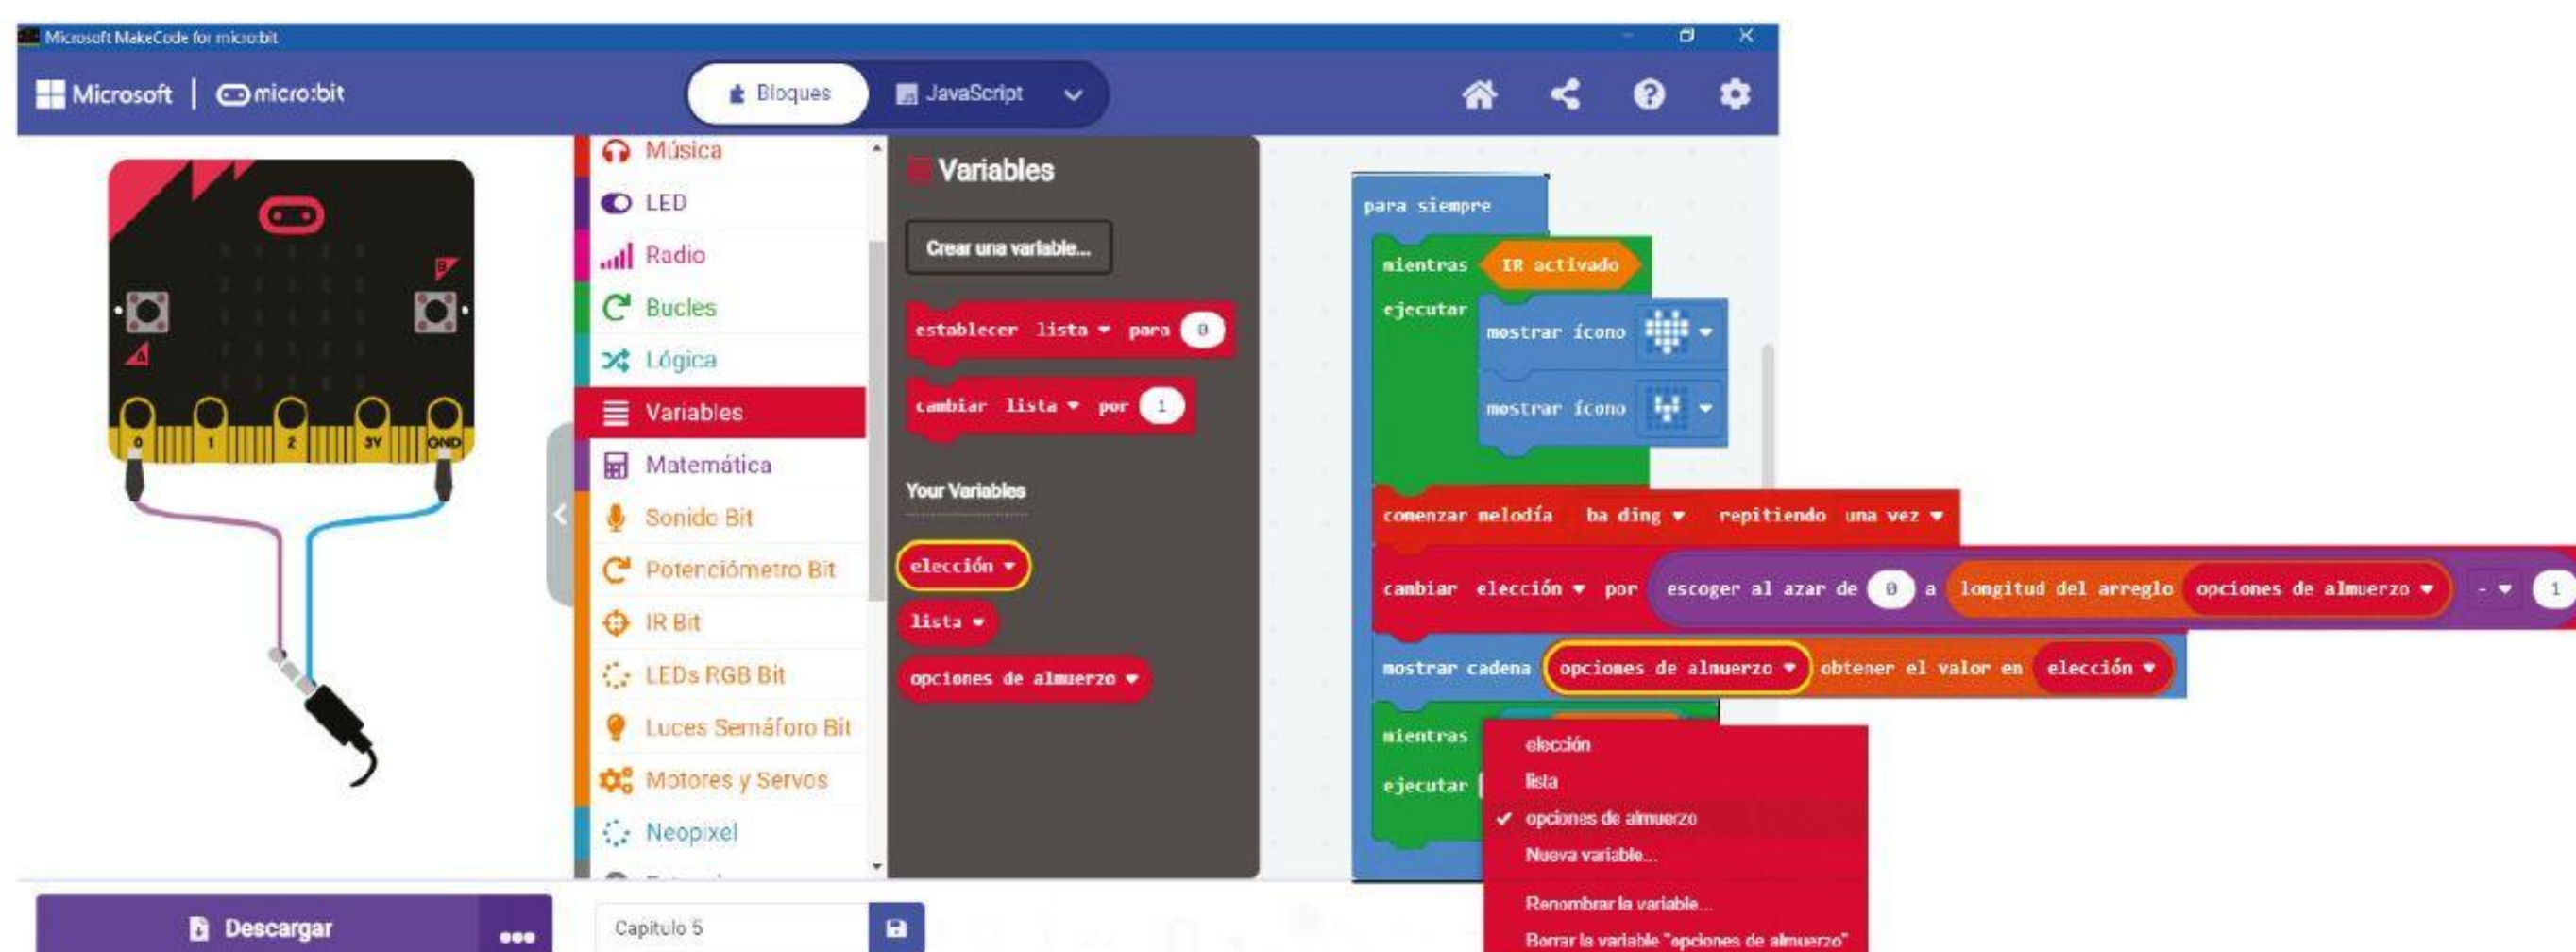 Microsoft MakeCode for micro:bit
Microsoft | micro:bit
Bloques
JavaScript
Música
LED
Radio
Bucles
Lógica
Variables
Matemática
Sonido Bit
Potenciómetro Bit
IR Bit
LEDs RGB Bit
Luces Semáforo Bit
Motores y Servos
Neopixel
Variables
Crear una variable...
establecer lista para 0
cambiar lista por 1
Your Variables
elección
lista
opciones de almuerzo
para siempre
mientras IR activado
ejecutar
mostrar ícono
mostrar ícono
comenzar melodía ba ding repitiendo una vez
cambiar elección por escoger al azar de 0 a longitud del arreglo opciones de almuerzo - 1
mostrar cadena opciones de almuerzo obtener el valor en elección
mientras
ejecutar
elección
lista
opciones de almuerzo
Nueva variable...
Renombrar la variable...
Borrar la variable "opciones de almuerzo"
A
B
0 1 2 3V GND
Descargar
Capitulo 5